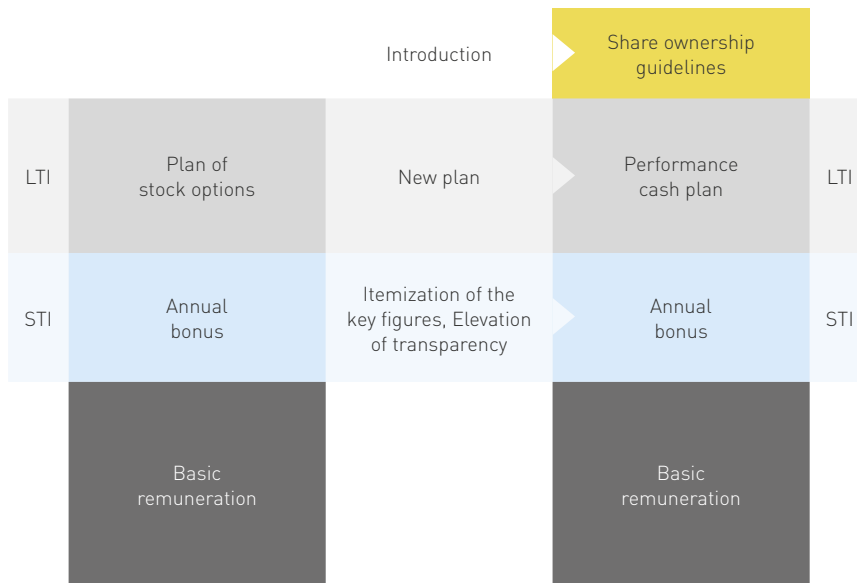 Introduction
Share ownership
guidelines
LTI
Plan of
stock options
New plan
Performance
cash plan
LTI
STI
Annual
bonus
Itemization of the
key figures, Elevation
of transparency
Annual
bonus
STI
Basic
remuneration
Basic
remuneration